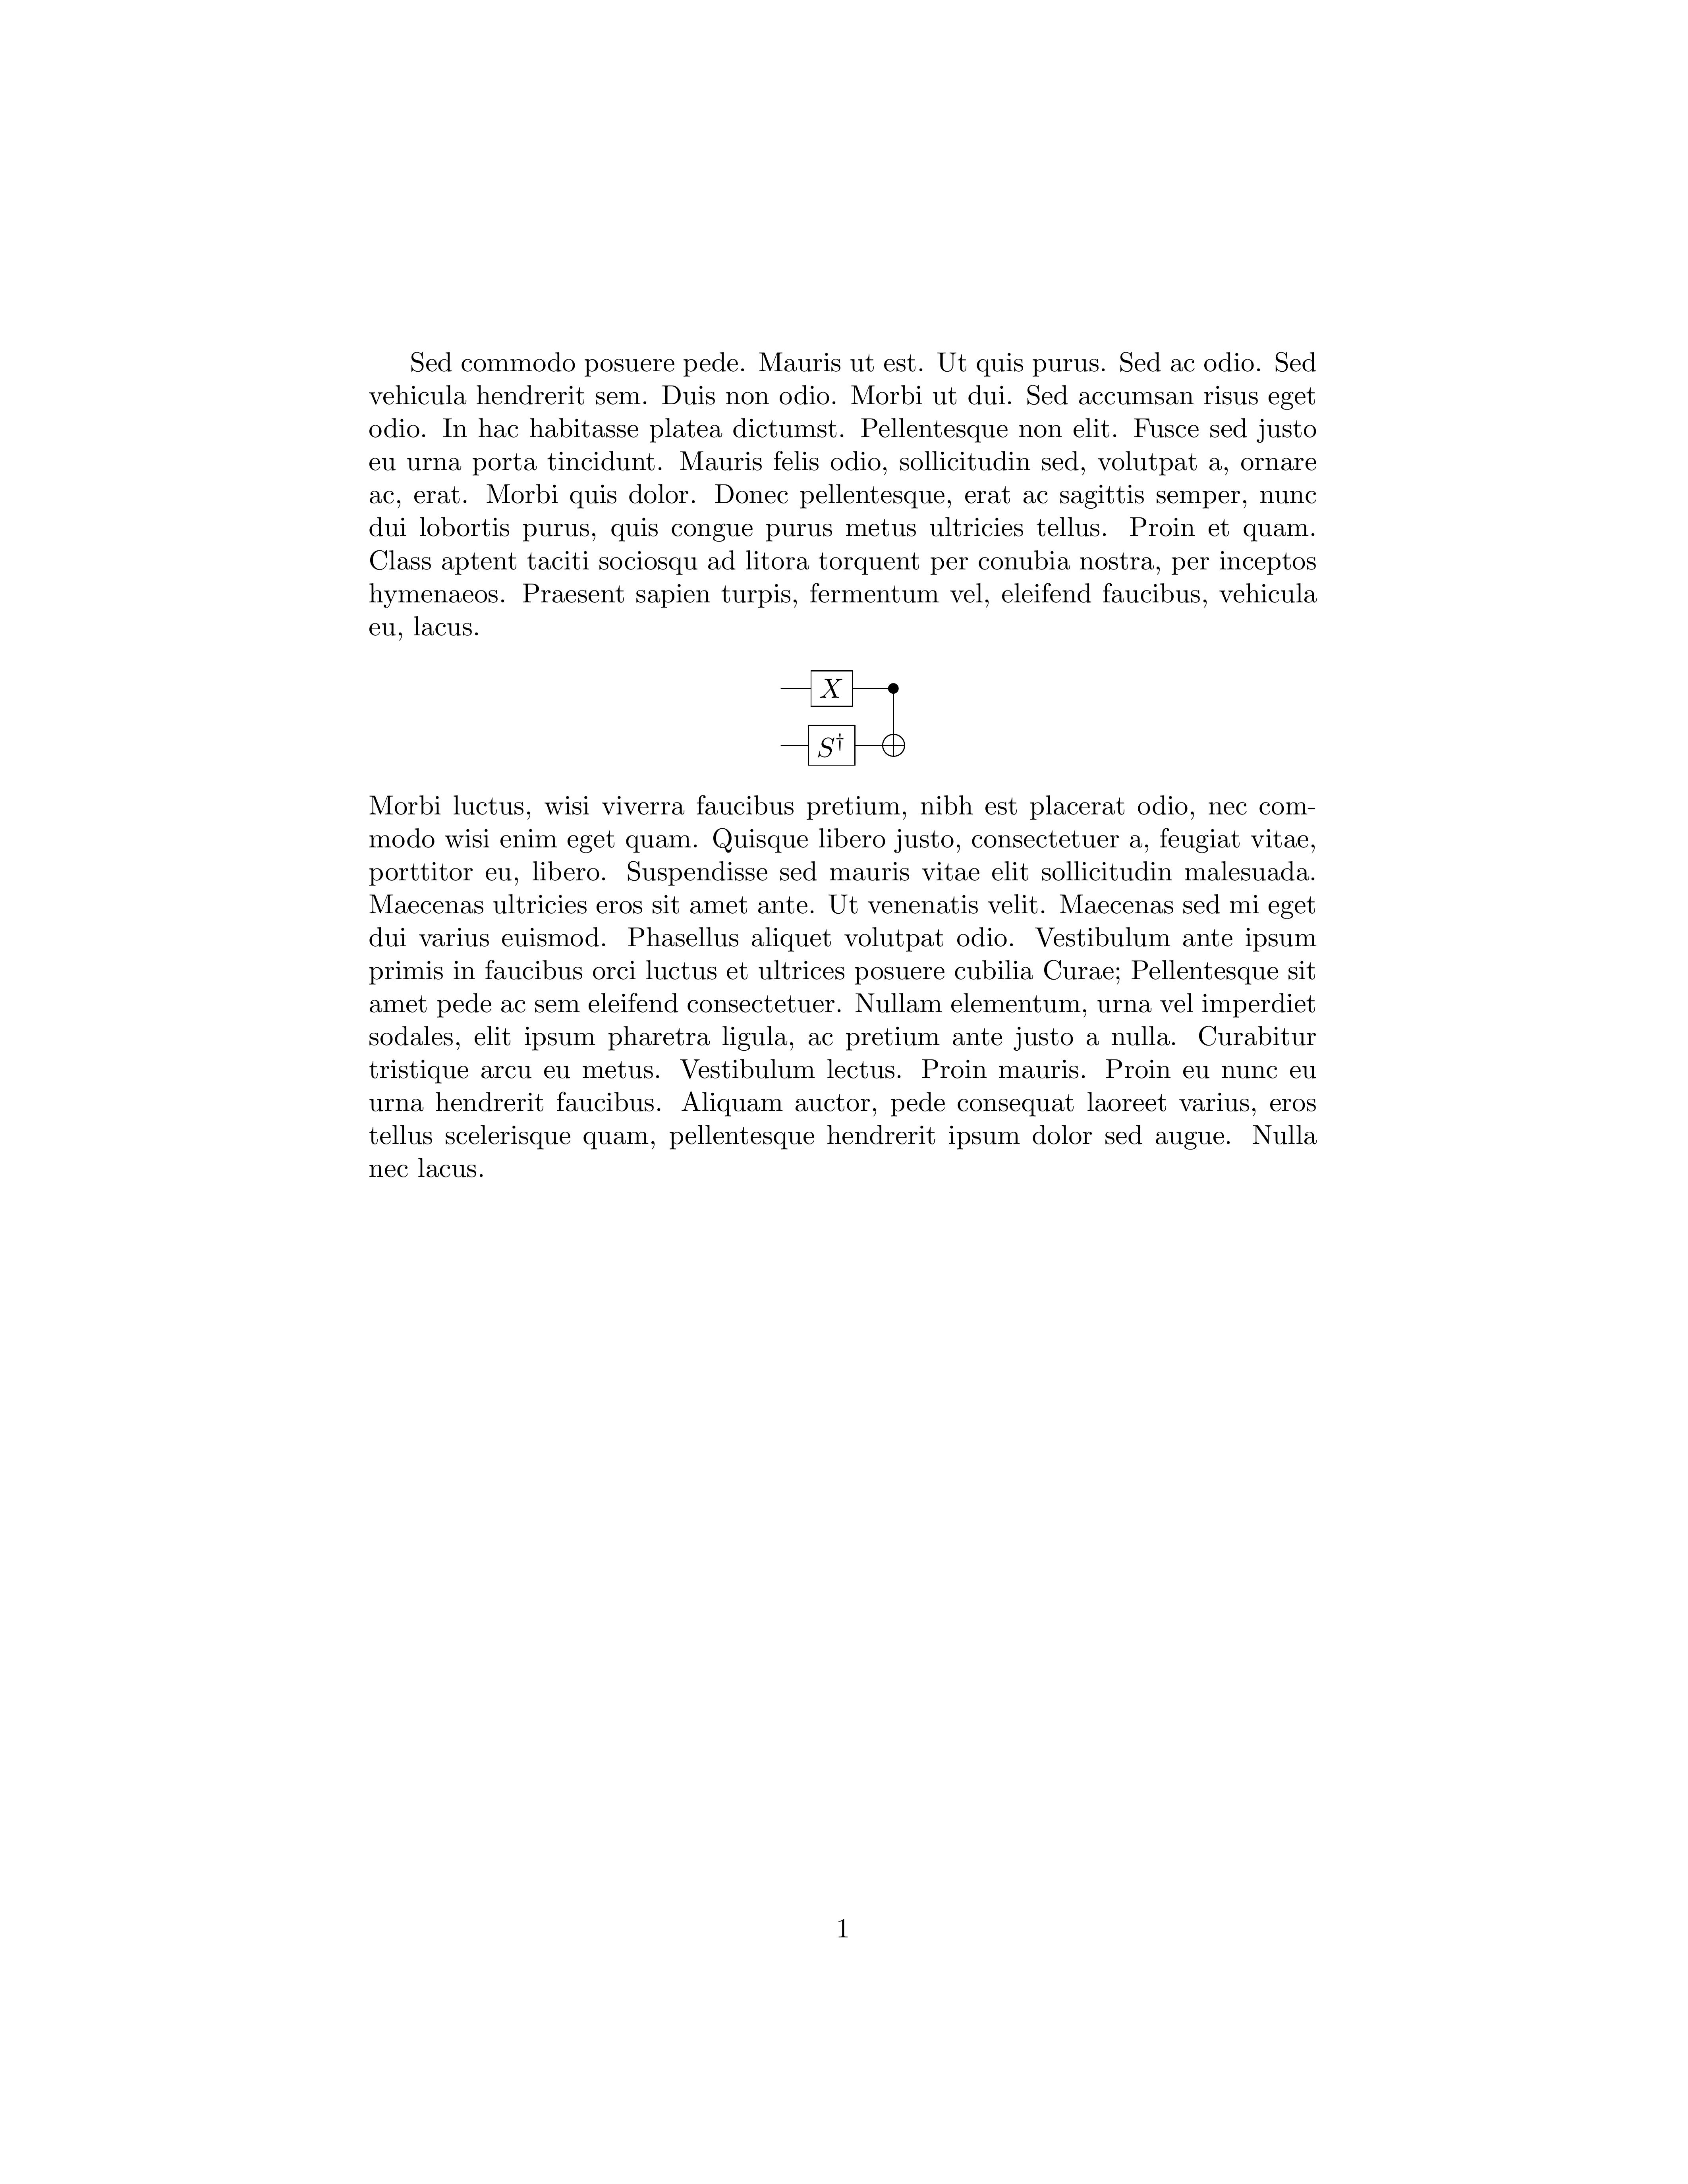 Sed commodo posuere pede. Mauris ut est. Ut quis purus. Sed ac odio. Sed
vehicula hendrerit sem. Duis non odio. Morbi ut dui. Sed accumsan risus eget
odio. In hac habitasse platea dictumst. Pellentesque non elit. Fusce sed justo
eu urna porta tincidunt. Mauris felis odio, sollicitudin sed, volutpat a, ornare
ac, erat. Morbi quis dolor. Donec pellentesque, erat ac sagittis semper, nunc
dui lobortis purus, quis congue purus metus ultricies tellus. Proin et quam.
Class aptent taciti sociosqu ad litora torquent per conubia nostra, per inceptos
hymenaeos. Praesent sapien turpis, fermentum vel, eleifend faucibus, vehicula
eu, lacus.
X
S†
Morbi luctus, wisi viverra faucibus pretium, nibh est placerat odio, nec com-
modo wisi enim eget quam. Quisque libero justo, consectetuer a, feugiat vitae,
porttitor eu, libero. Suspendisse sed mauris vitae elit sollicitudin malesuada.
Maecenas ultricies eros sit amet ante. Ut venenatis velit. Maecenas sed mi eget
dui varius euismod. Phasellus aliquet volutpat odio. Vestibulum ante ipsum
primis in faucibus orci luctus et ultrices posuere cubilia Curae; Pellentesque sit
amet pede ac sem eleifend consectetuer. Nullam elementum, urna vel imperdiet
sodales, elit ipsum pharetra ligula, ac pretium ante justo a nulla. Curabitur
tristique arcu eu metus. Vestibulum lectus. Proin mauris. Proin eu nunc eu
urna hendrerit faucibus. Aliquam auctor, pede consequat laoreet varius, eros
tellus scelerisque quam, pellentesque hendrerit ipsum dolor sed augue. Nulla
nec lacus.
1